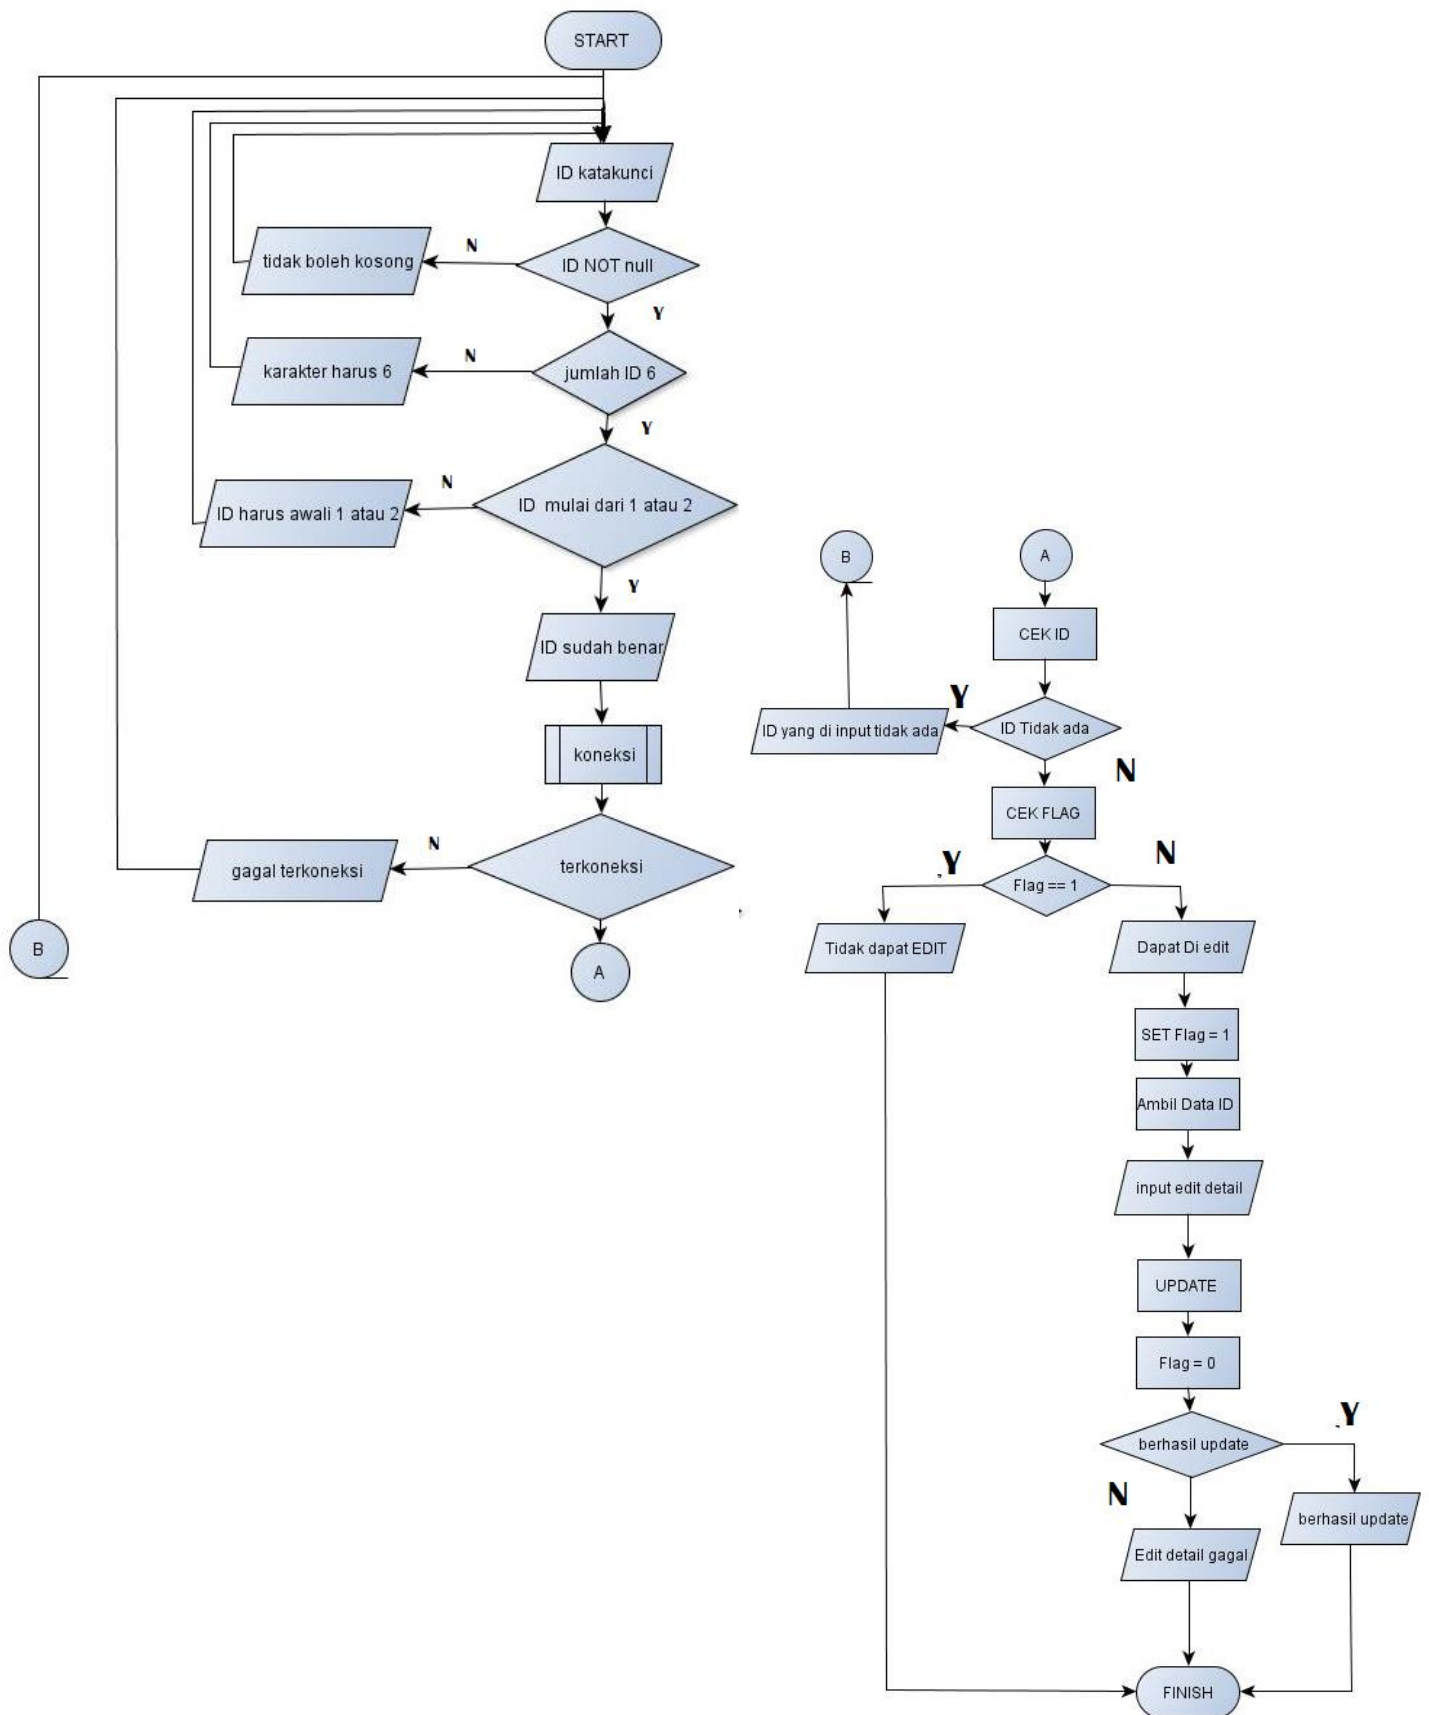 START
ID katakunci
ID NOT null
N
tidak boleh kosong
Y
jumlah ID 6
N
karakter harus 6
Y
ID mulai dari 1 atau 2
N
ID harus awali 1 atau 2
Y
ID sudah benar
koneksi
terkoneksi
N
gagal terkoneksi
B
A
B
A
CEK ID
ID Tidak ada
Y
ID yang di input tidak ada
N
CEK FLAG
Flag == 1
Y
N
Tidak dapat EDIT
Dapat Di edit
SET Flag = 1
Ambil Data ID
input edit detail
UPDATE
Flag = 0
berhasil update
Y
N
berhasil update
Edit detail gagal
FINISH